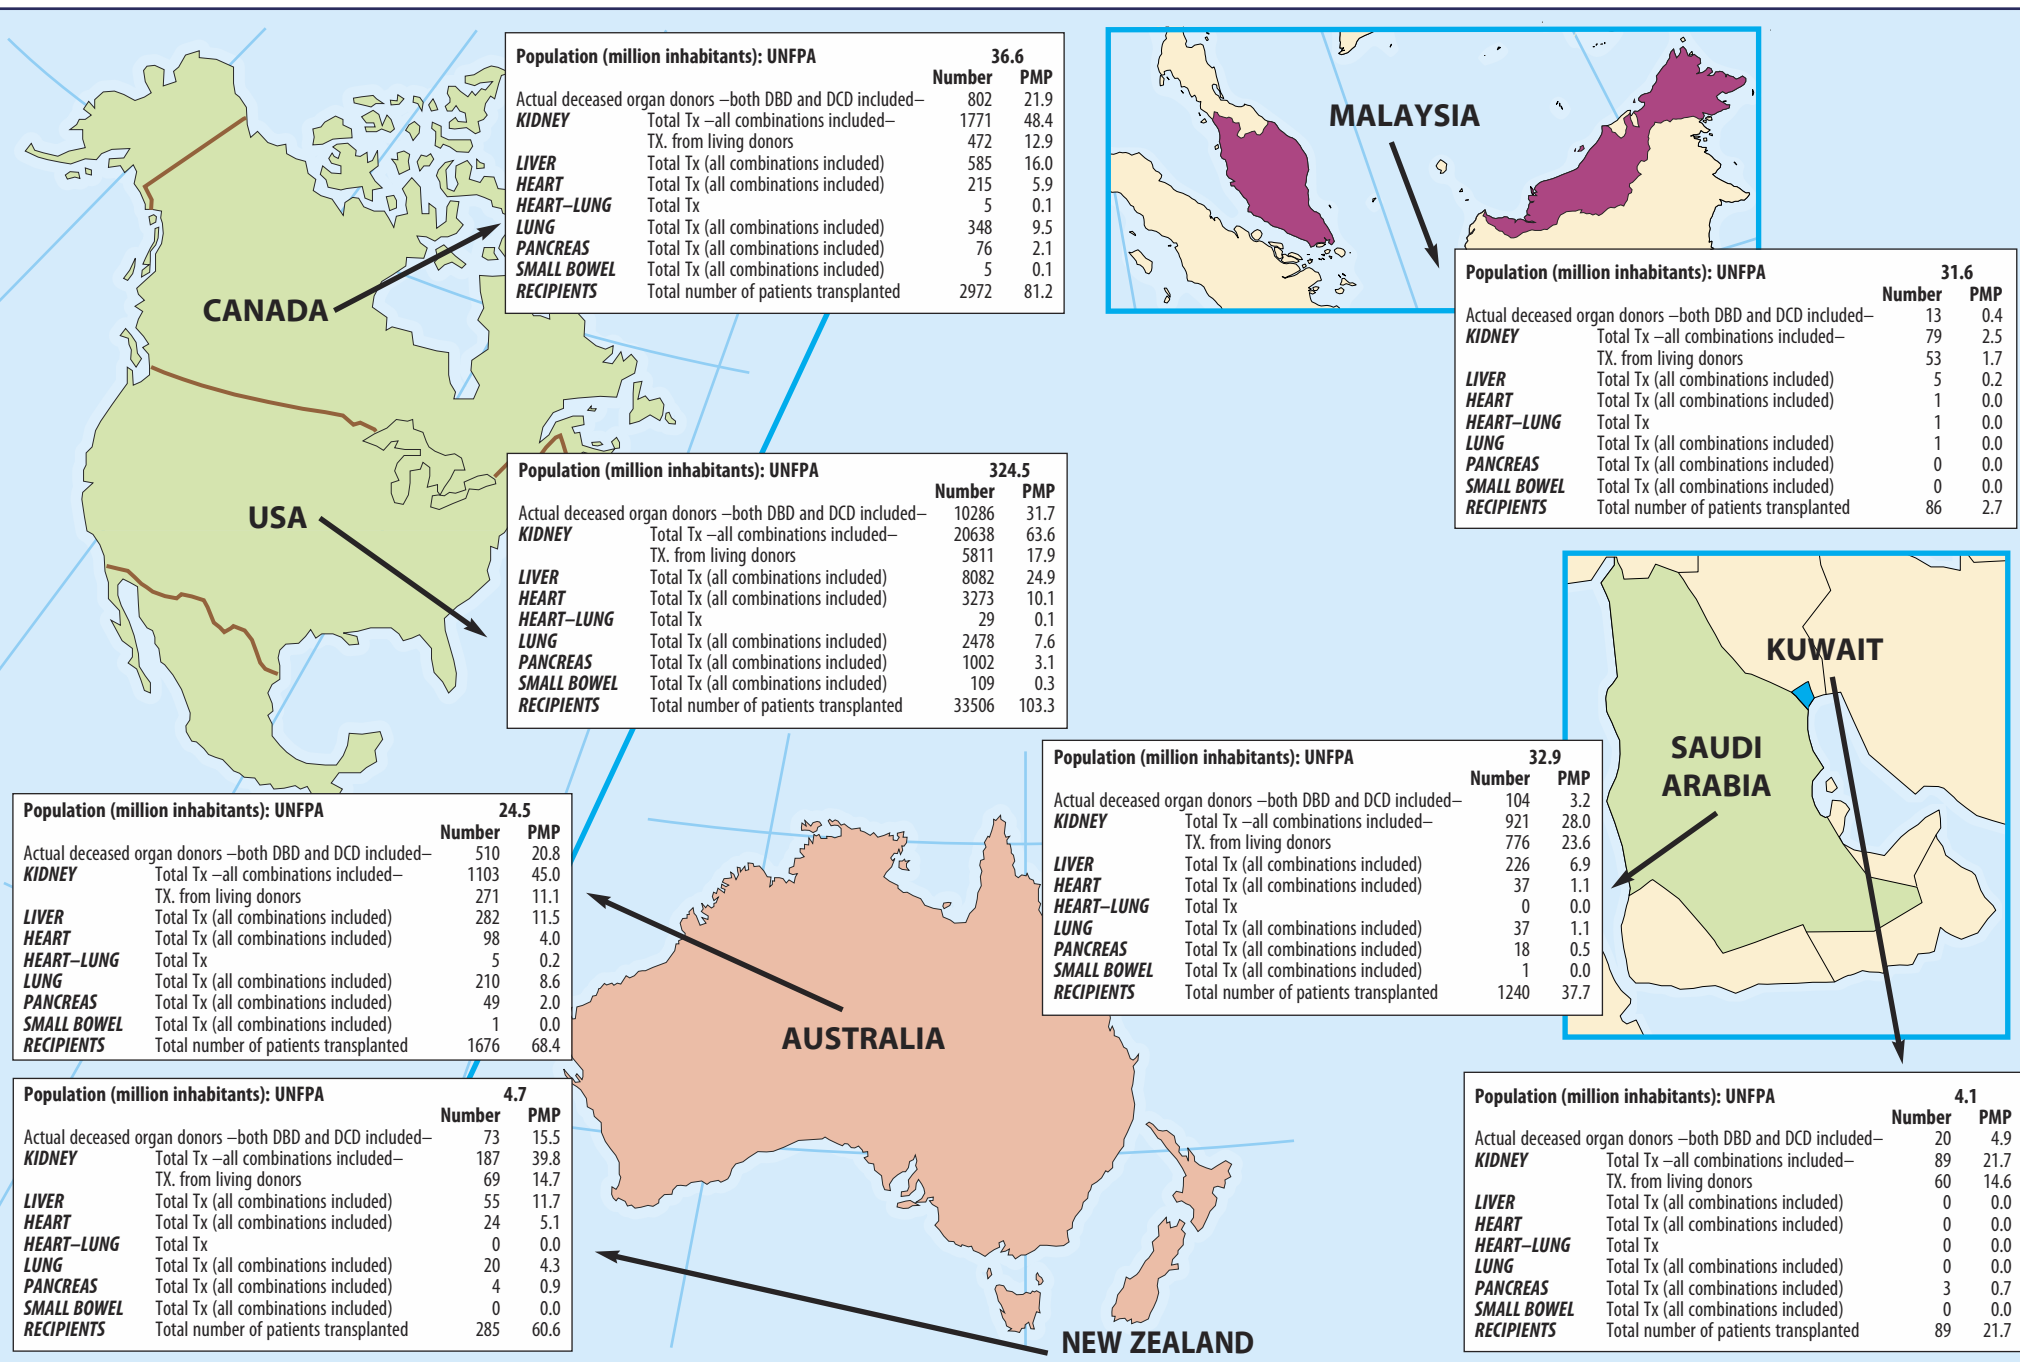 Population (million inhabitants): UNFPA 36.6
Number PMP
Actual deceased organ donors –both DBD and DCD included– 802 21.9
KIDNEY Total Tx –all combinations included– 1771 48.4
TX. from living donors 472 12.9
LIVER Total Tx (all combinations included) 585 16.0
HEART Total Tx (all combinations included) 215 5.9
HEART–LUNG Total Tx 5 0.1
LUNG Total Tx (all combinations included) 348 9.5
PANCREAS Total Tx (all combinations included) 76 2.1
SMALL BOWEL Total Tx (all combinations included) 5 0.1
RECIPIENTS Total number of patients transplanted 2972 81.2
CANADA
MALAYSIA
Population (million inhabitants): UNFPA 31.6
Number PMP
Actual deceased organ donors –both DBD and DCD included– 13 0.4
KIDNEY Total Tx –all combinations included– 79 2.5
TX. from living donors 53 1.7
LIVER Total Tx (all combinations included) 5 0.2
HEART Total Tx (all combinations included) 1 0.0
HEART–LUNG Total Tx 1 0.0
LUNG Total Tx (all combinations included) 1 0.0
PANCREAS Total Tx (all combinations included) 0 0.0
SMALL BOWEL Total Tx (all combinations included) 0 0.0
RECIPIENTS Total number of patients transplanted 86 2.7
USA
Population (million inhabitants): UNFPA 324.5
Number PMP
Actual deceased organ donors –both DBD and DCD included– 10286 31.7
KIDNEY Total Tx –all combinations included– 20638 63.6
TX. from living donors 5811 17.9
LIVER Total Tx (all combinations included) 8082 24.9
HEART Total Tx (all combinations included) 3273 10.1
HEART–LUNG Total Tx 29 0.1
LUNG Total Tx (all combinations included) 2478 7.6
PANCREAS Total Tx (all combinations included) 1002 3.1
SMALL BOWEL Total Tx (all combinations included) 109 0.3
RECIPIENTS Total number of patients transplanted 33506 103.3
KUWAIT
SAUDI
ARABIA
Population (million inhabitants): UNFPA 32.9
Number PMP
Actual deceased organ donors –both DBD and DCD included– 104 3.2
KIDNEY Total Tx –all combinations included– 921 28.0
TX. from living donors 776 23.6
LIVER Total Tx (all combinations included) 226 6.9
HEART Total Tx (all combinations included) 37 1.1
HEART–LUNG Total Tx 0 0.0
LUNG Total Tx (all combinations included) 37 1.1
PANCREAS Total Tx (all combinations included) 18 0.5
SMALL BOWEL Total Tx (all combinations included) 1 0.0
RECIPIENTS Total number of patients transplanted 1240 37.7
Population (million inhabitants): UNFPA 24.5
Number PMP
Actual deceased organ donors –both DBD and DCD included– 510 20.8
KIDNEY Total Tx –all combinations included– 1103 45.0
TX. from living donors 271 11.1
LIVER Total Tx (all combinations included) 282 11.5
HEART Total Tx (all combinations included) 98 4.0
HEART–LUNG Total Tx 5 0.2
LUNG Total Tx (all combinations included) 210 8.6
PANCREAS Total Tx (all combinations included) 49 2.0
SMALL BOWEL Total Tx (all combinations included) 1 0.0
RECIPIENTS Total number of patients transplanted 1676 68.4
AUSTRALIA
Population (million inhabitants): UNFPA 4.7
Number PMP
Actual deceased organ donors –both DBD and DCD included– 73 15.5
KIDNEY Total Tx –all combinations included– 187 39.8
TX. from living donors 69 14.7
LIVER Total Tx (all combinations included) 55 11.7
HEART Total Tx (all combinations included) 24 5.1
HEART–LUNG Total Tx 0 0.0
LUNG Total Tx (all combinations included) 20 4.3
PANCREAS Total Tx (all combinations included) 4 0.9
SMALL BOWEL Total Tx (all combinations included) 0 0.0
RECIPIENTS Total number of patients transplanted 285 60.6
NEW ZEALAND
Population (million inhabitants): UNFPA 4.1
Number PMP
Actual deceased organ donors –both DBD and DCD included– 20 4.9
KIDNEY Total Tx –all combinations included– 89 21.7
TX. from living donors 60 14.6
LIVER Total Tx (all combinations included) 0 0.0
HEART Total Tx (all combinations included) 0 0.0
HEART–LUNG Total Tx 0 0.0
LUNG Total Tx (all combinations included) 0 0.0
PANCREAS Total Tx (all combinations included) 3 0.7
SMALL BOWEL Total Tx (all combinations included) 0 0.0
RECIPIENTS Total number of patients transplanted 89 21.7